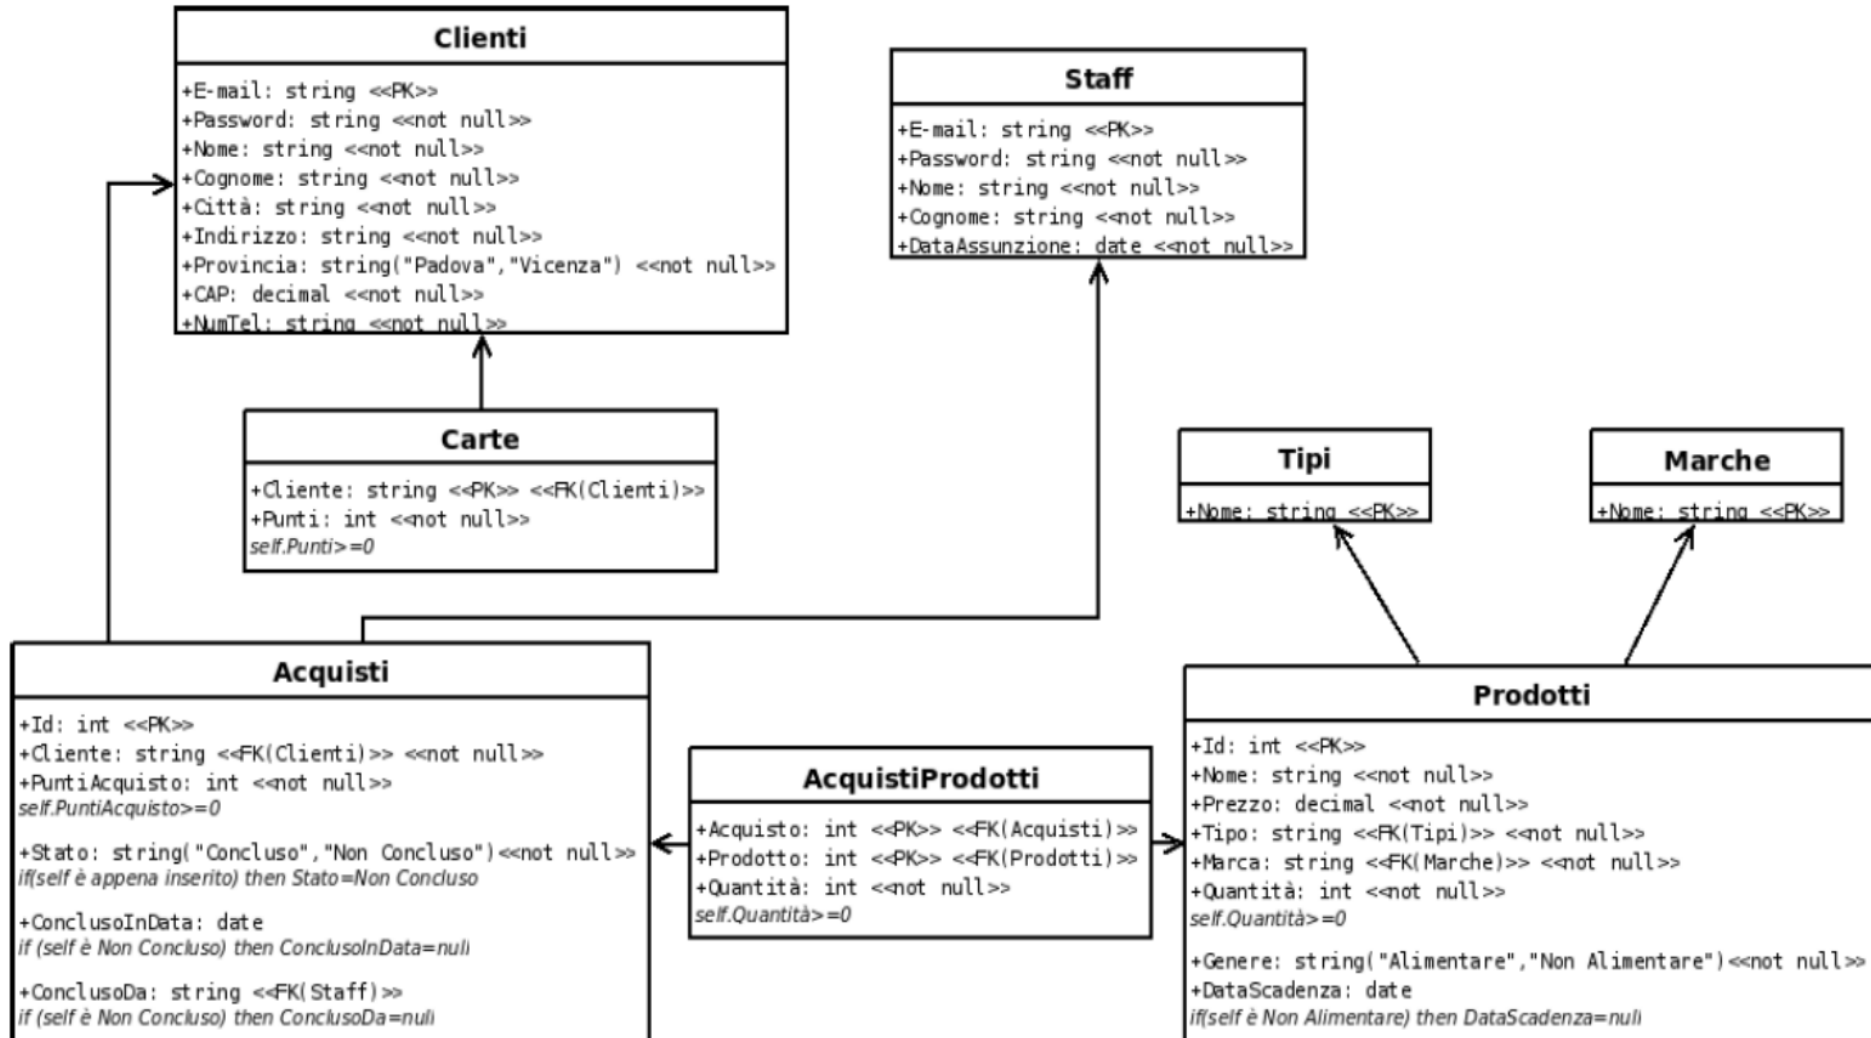 Clienti
+E-mail: string <<PK>>
+Password: string <<not null>>
+Nome: string <<not null>>
+Cognome: string <<not null>>
+Città: string <<not null>>
+Indirizzo: string <<not null>>
+Provincia: string("Padova","Vicenza") <<not null>>
+CAP: decimal <<not null>>
+NumTel: string <<not null>>
Staff
+E-mail: string <<PK>>
+Password: string <<not null>>
+Nome: string <<not null>>
+Cognome: string <<not null>>
+DataAssunzione: date <<not null>>
Carte
+Cliente: string <<PK>> <<FK(Clienti)>>
+Punti: int <<not null>>
self.Punti>=0
Tipi
+Nome: string <<PK>>
Marche
+Nome: string <<PK>>
Acquisti
+Id: int <<PK>>
+Cliente: string <<FK(Clienti)>> <<not null>>
+PuntiAcquisto: int <<not null>>
self.PuntiAcquisto>=0
+Stato: string("Concluso","Non Concluso")<<not null>>
if(self è appena inserito) then Stato=Non Concluso
+ConclusoInData: date
if (self è Non Concluso) then ConclusoInData=null
+ConclusoDa: string <<FK(Staff)>>
if (self è Non Concluso) then ConclusoDa=null
AcquistiProdotti
+Acquisto: int <<PK>> <<FK(Acquisti)>>
+Prodotto: int <<PK>> <<FK(Prodotti)>>
+Quantità: int <<not null>>
self.Quantità>=0
Prodotti
+Id: int <<PK>>
+Nome: string <<not null>>
+Prezzo: decimal <<not null>>
+Tipo: string <<FK(Tipi)>> <<not null>>
+Marca: string <<FK(Marche)>> <<not null>>
+Quantità: int <<not null>>
self.Quantità>=0
+Genere: string("Alimentare","Non Alimentare")<<not null>>
+DataScadenza: date
if(self è Non Alimentare) then DataScadenza=null